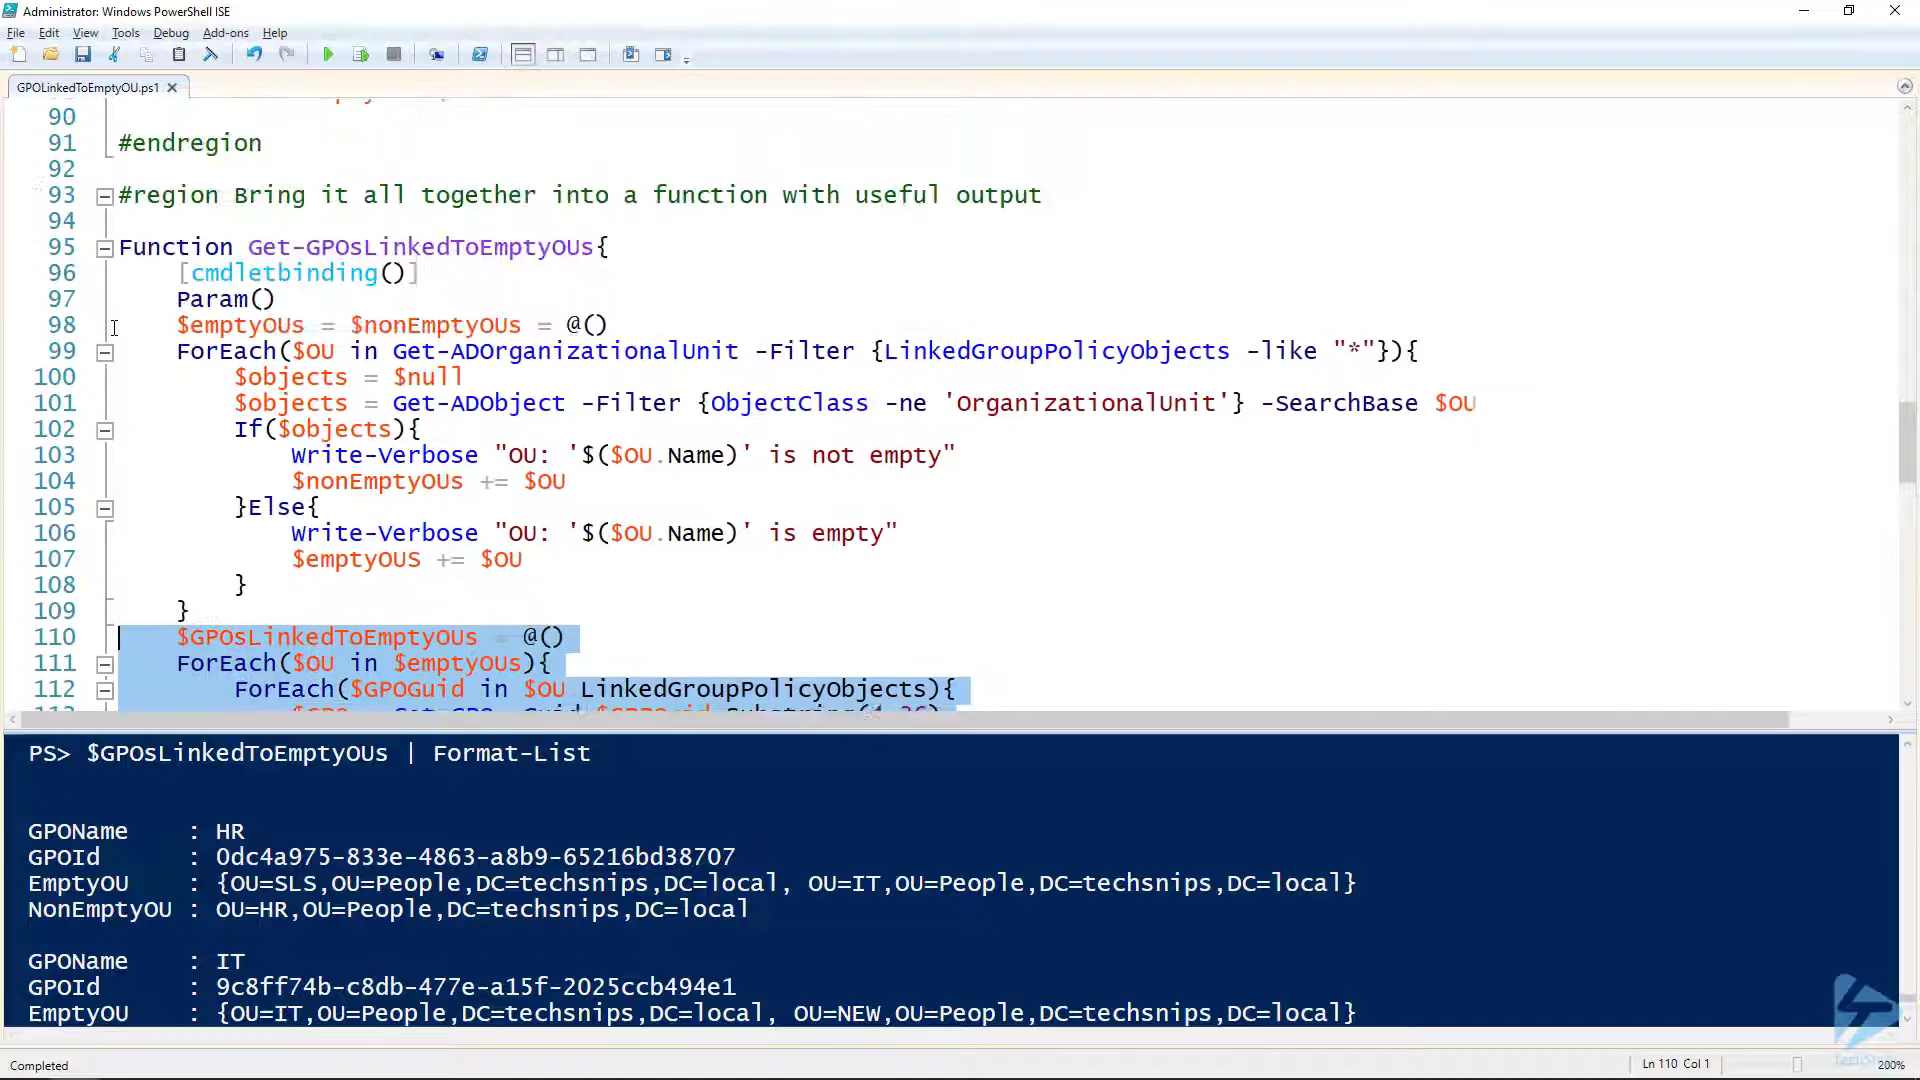 Administrator: Windows PowerShell ISE
File Edit View Tools Debug Add-ons Help
GPOLinkedToEmptyOU.ps1
90
91 #endregion
92
93 #region Bring it all together into a function with useful output
94
95 Function Get-GPOsLinkedToEmptyOUs{
96 [cmdletbinding()]
97 Param()
98 $emptyOUs = $nonEmptyOUs = @()
99 ForEach($OU in Get-ADOrganizationalUnit -Filter {LinkedGroupPolicyObjects -like "*"}){
100 $objects = $null
101 $objects = Get-ADObject -Filter {ObjectClass -ne 'OrganizationalUnit'} -SearchBase $OU
102 If($objects){
103 Write-Verbose "OU: '$($OU.Name)' is not empty"
104 $nonEmptyOUs += $OU
105 }Else{
106 Write-Verbose "OU: '$($OU.Name)' is empty"
107 $emptyOUS += $OU
108 }
109 }
110 $GPOsLinkedToEmptyOUs = @()
111 ForEach($OU in $emptyOUs){
112 ForEach($GPOGuid in $OU.LinkedGroupPolicyObjects){
PS> $GPOsLinkedToEmptyOUs | Format-List
GPOName : HR
GPOId : 0dc4a975-833e-4863-a8b9-65216bd38707
EmptyOU : {OU=SLS,OU=People,DC=techsnips,DC=local, OU=IT,OU=People,DC=techsnips,DC=local}
NonEmptyOU : OU=HR,OU=People,DC=techsnips,DC=local
GPOName : IT
GPOId : 9c8ff74b-c8db-477e-a15f-2025ccb494e1
EmptyOU : {OU=IT,OU=People,DC=techsnips,DC=local, OU=NEW,OU=People,DC=techsnips,DC=local}
Completed
Ln 110 Col 1
200%